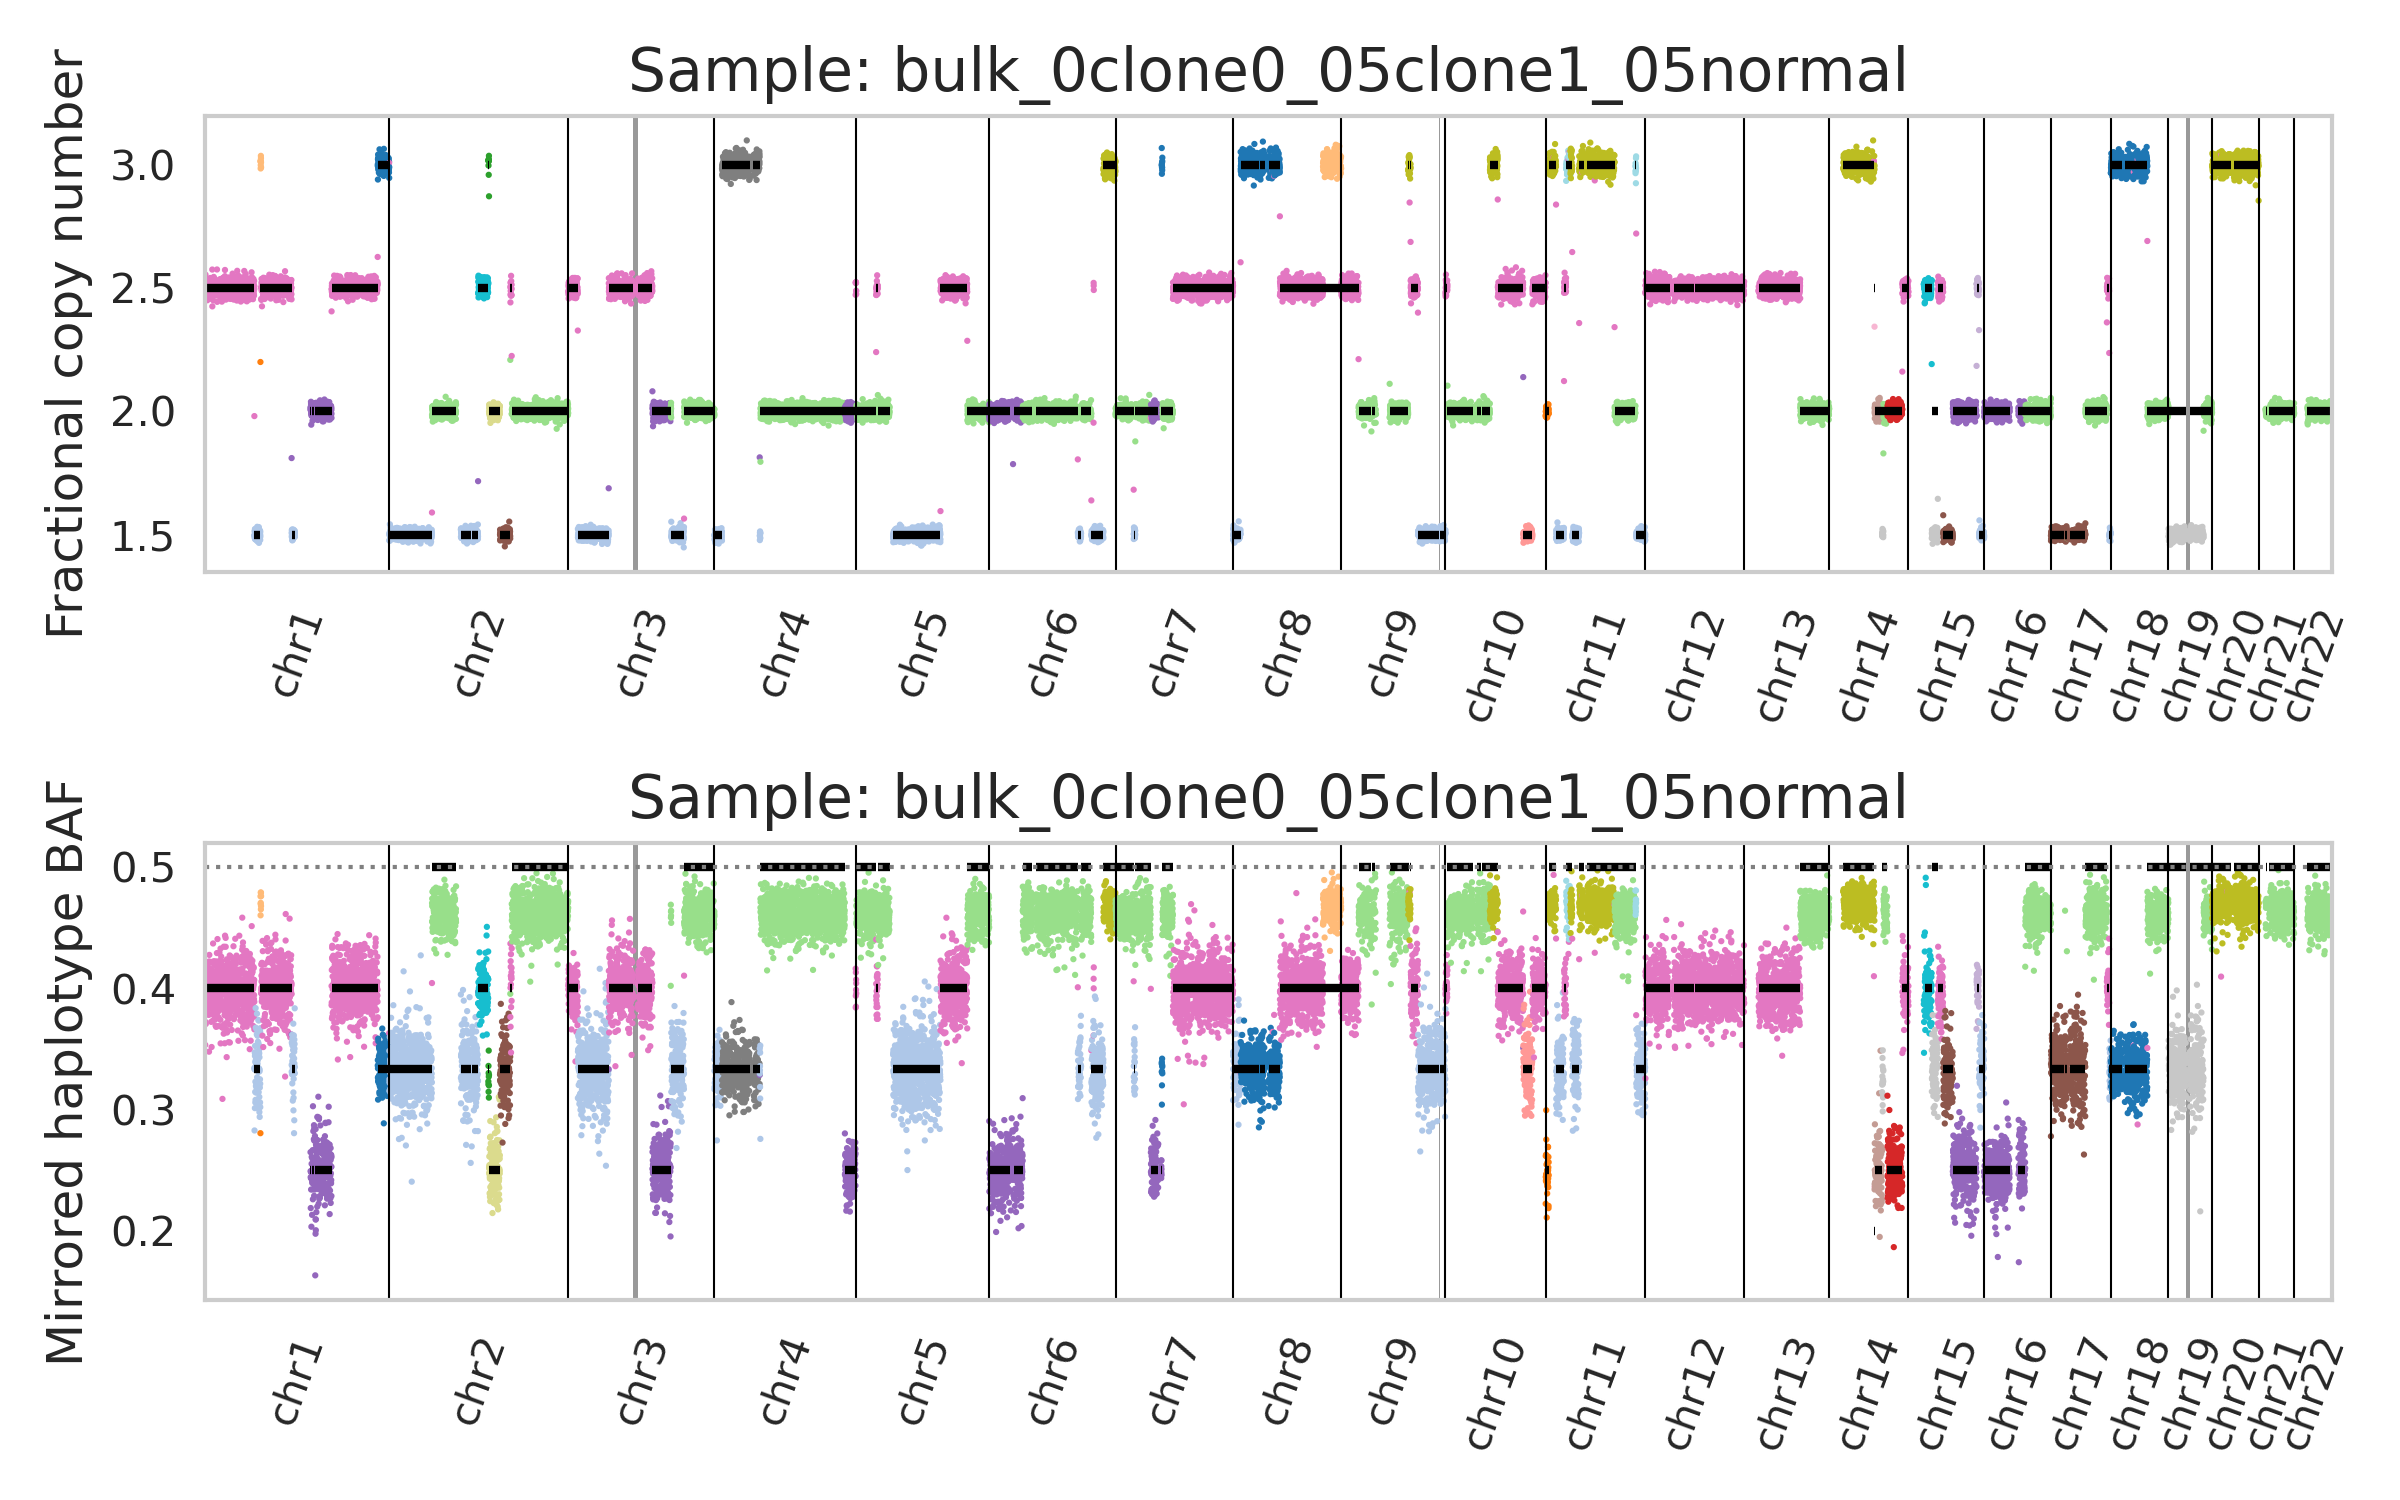 Sample: bulk_0clone0_05clone1_05normal
Fractional copy number
3.0
2.5
2.0
1.5
chr1 chr2 chr3 chr4 chr5 chr6 chr7 chr8 chr9 chr10 chr11 chr12 chr13 chr14 chr15 chr16 chr17 chr18 chr19 chr20 chr21 chr22
Sample: bulk_0clone0_05clone1_05normal
Mirrored haplotype BAF
0.5
0.4
0.3
0.2
chr1 chr2 chr3 chr4 chr5 chr6 chr7 chr8 chr9 chr10 chr11 chr12 chr13 chr14 chr15 chr16 chr17 chr18 chr19 chr20 chr21 chr22